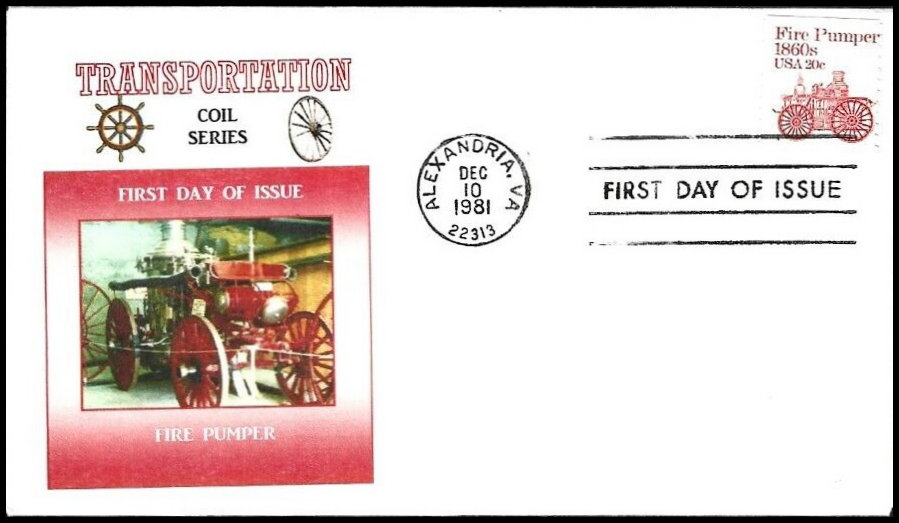 TRANSPORTATION
COIL
SERIES
FIRST DAY OF ISSUE
FIRE PUMPER
ALEXANDRIA, VA
DEC
10
1981
22313
FIRST DAY OF ISSUE
Fire Pumper
1860s
USA 20c